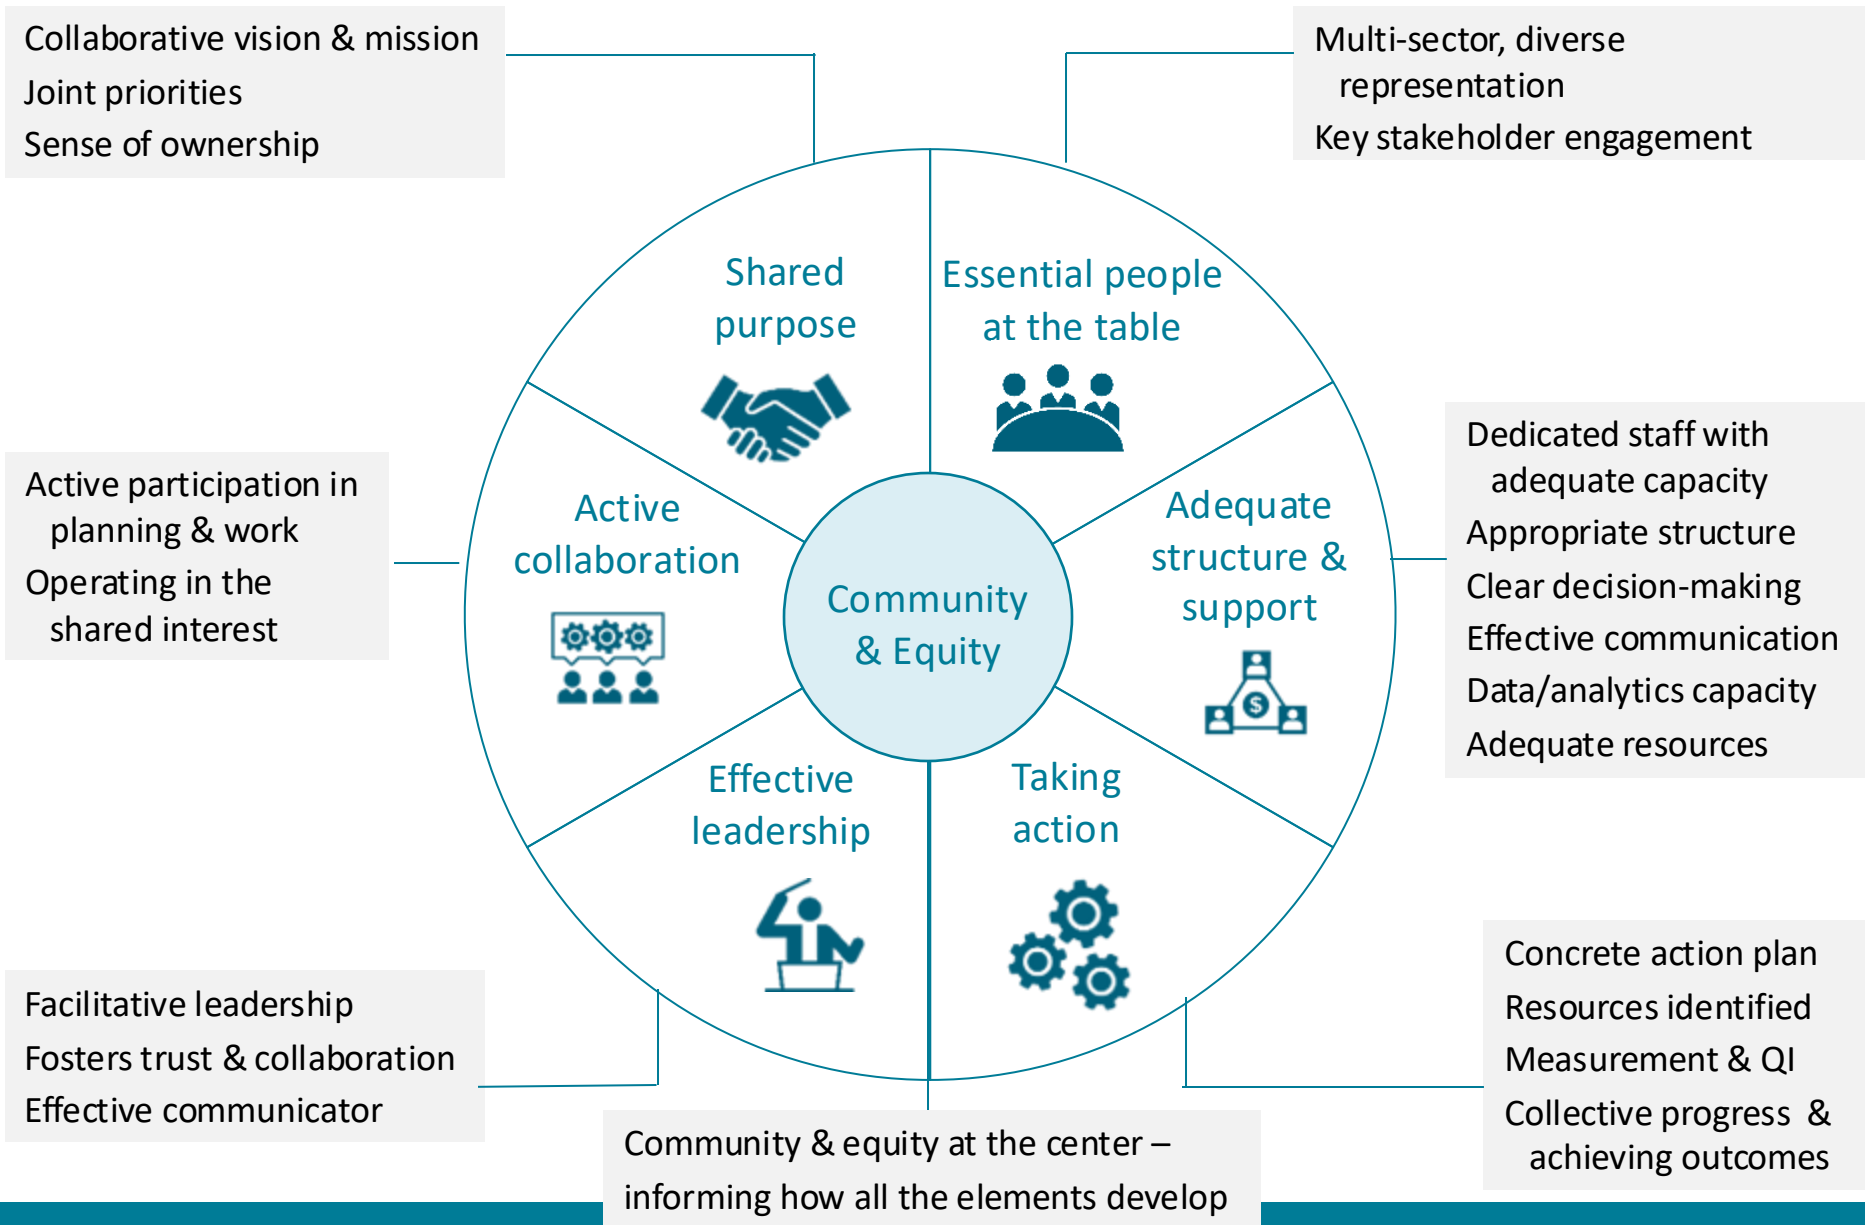 Collaborative vision & mission
Joint priorities
Sense of ownership
Multi-sector, diverse
representation
Key stakeholder engagement
Shared
purpose
Essential people
at the table
Active participation in
planning & work
Operating in the
shared interest
Active
collaboration
Community
& Equity
Adequate
structure &
support
$
Dedicated staff with
adequate capacity
Appropriate structure
Clear decision-making
Effective communication
Data/analytics capacity
Adequate resources
Effective
leadership
Taking
action
Facilitative leadership
Fosters trust & collaboration
Effective communicator
Concrete action plan
Resources identified
Measurement & QI
Collective progress  &
achieving outcomes
Community & equity at the center –
informing how all the elements develop